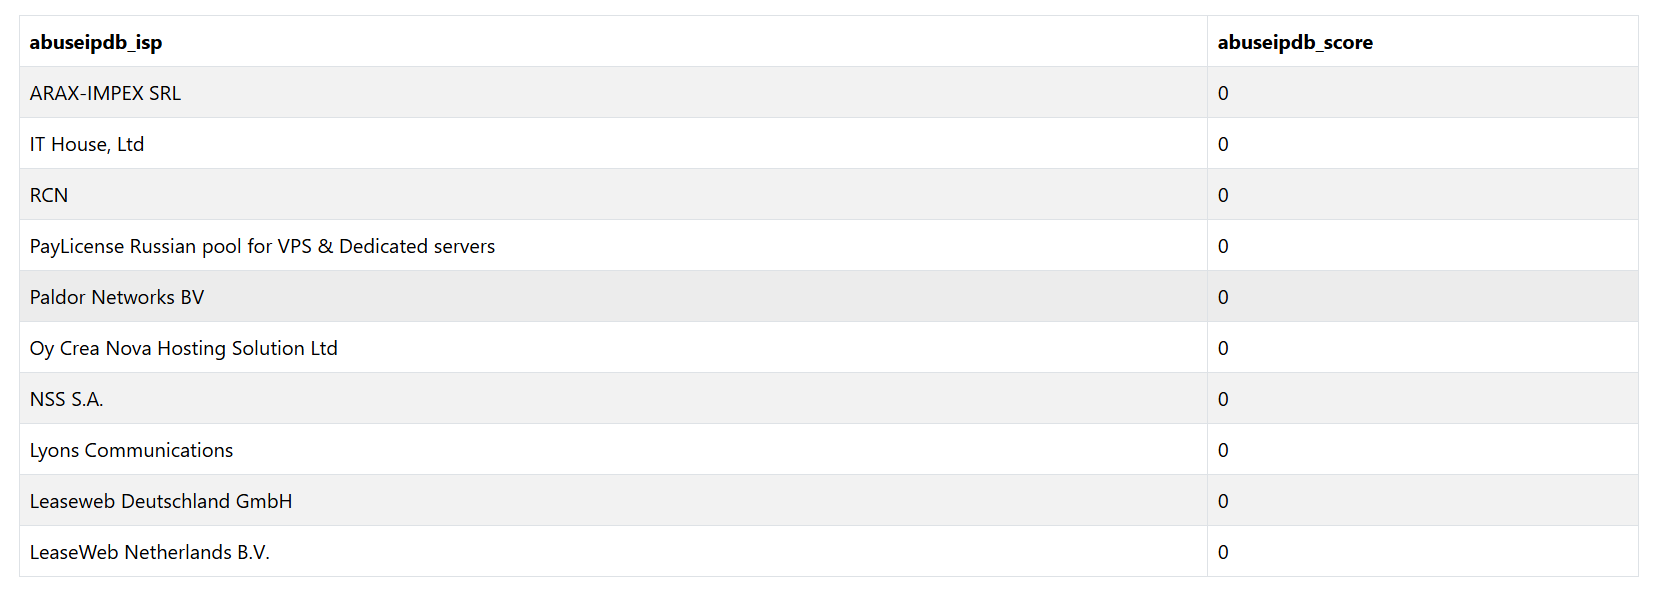 abuseipdb_isp abuseipdb_score
ARAX-IMPEX SRL 0
IT House, Ltd 0
RCN 0
PayLicense Russian pool for VPS & Dedicated servers 0
Paldor Networks BV 0
Oy Crea Nova Hosting Solution Ltd 0
NSS S.A. 0
Lyons Communications 0
Leaseweb Deutschland GmbH 0
LeaseWeb Netherlands B.V. 0